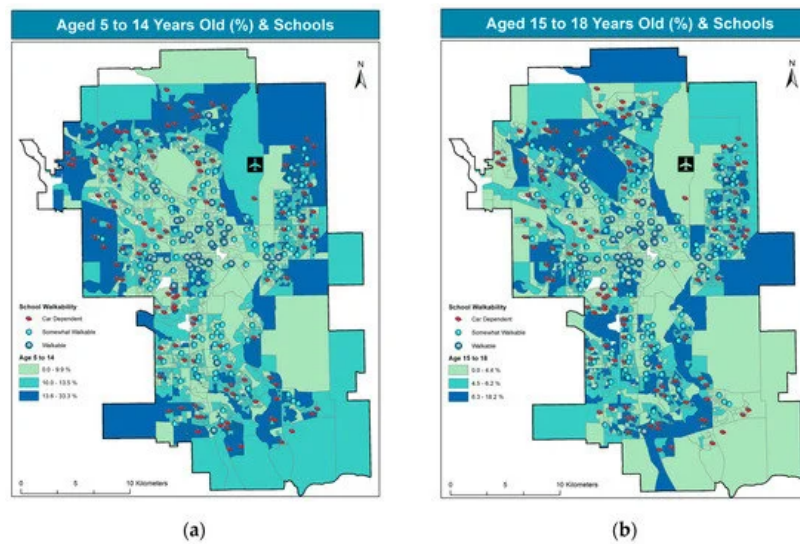 Aged 5 to 14 Years Old (%) & Schools
N
School Walkability
Car Dependent
Somewhat Walkable
Walkable
Age 5 to 14
0.0 - 9.9 %
10.0 - 13.5 %
13.6 - 33.3 %
0 5 10 Kilometers
(a)
Aged 15 to 18 Years Old (%) & Schools
N
School Walkability
Car Dependent
Somewhat Walkable
Walkable
Age 15 to 18
0.0 - 4.4 %
4.5 - 6.2 %
6.3 - 18.2 %
0 5 10 Kilometers
(b)